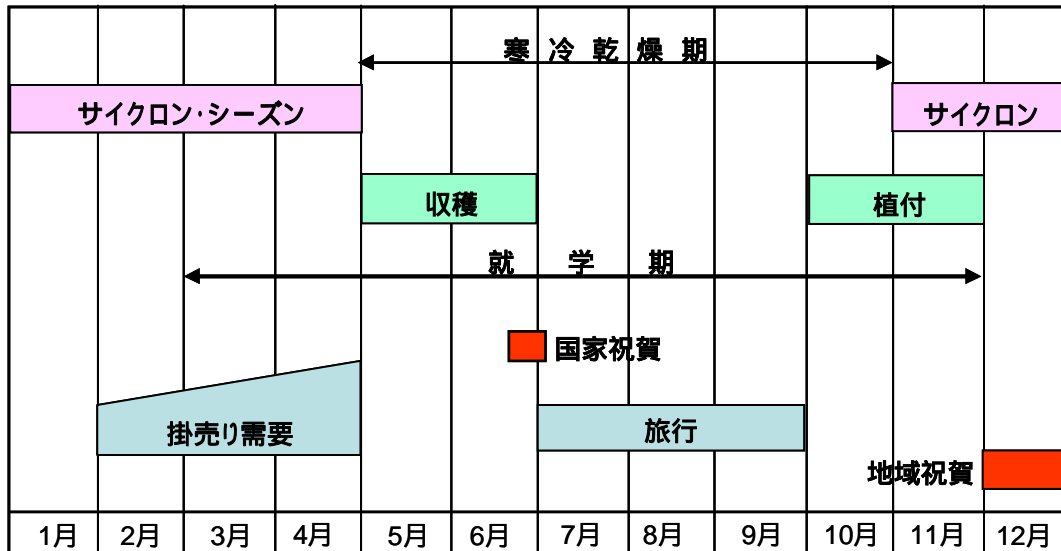 寒冷乾燥期
サイクロン・シーズン
サイクロン
収穫
植付
就学期
国家祝賀
掛売り需要
旅行
地域祝賀
1月 2月 3月 4月 5月 6月 7月 8月 9月 10月 11月 12月